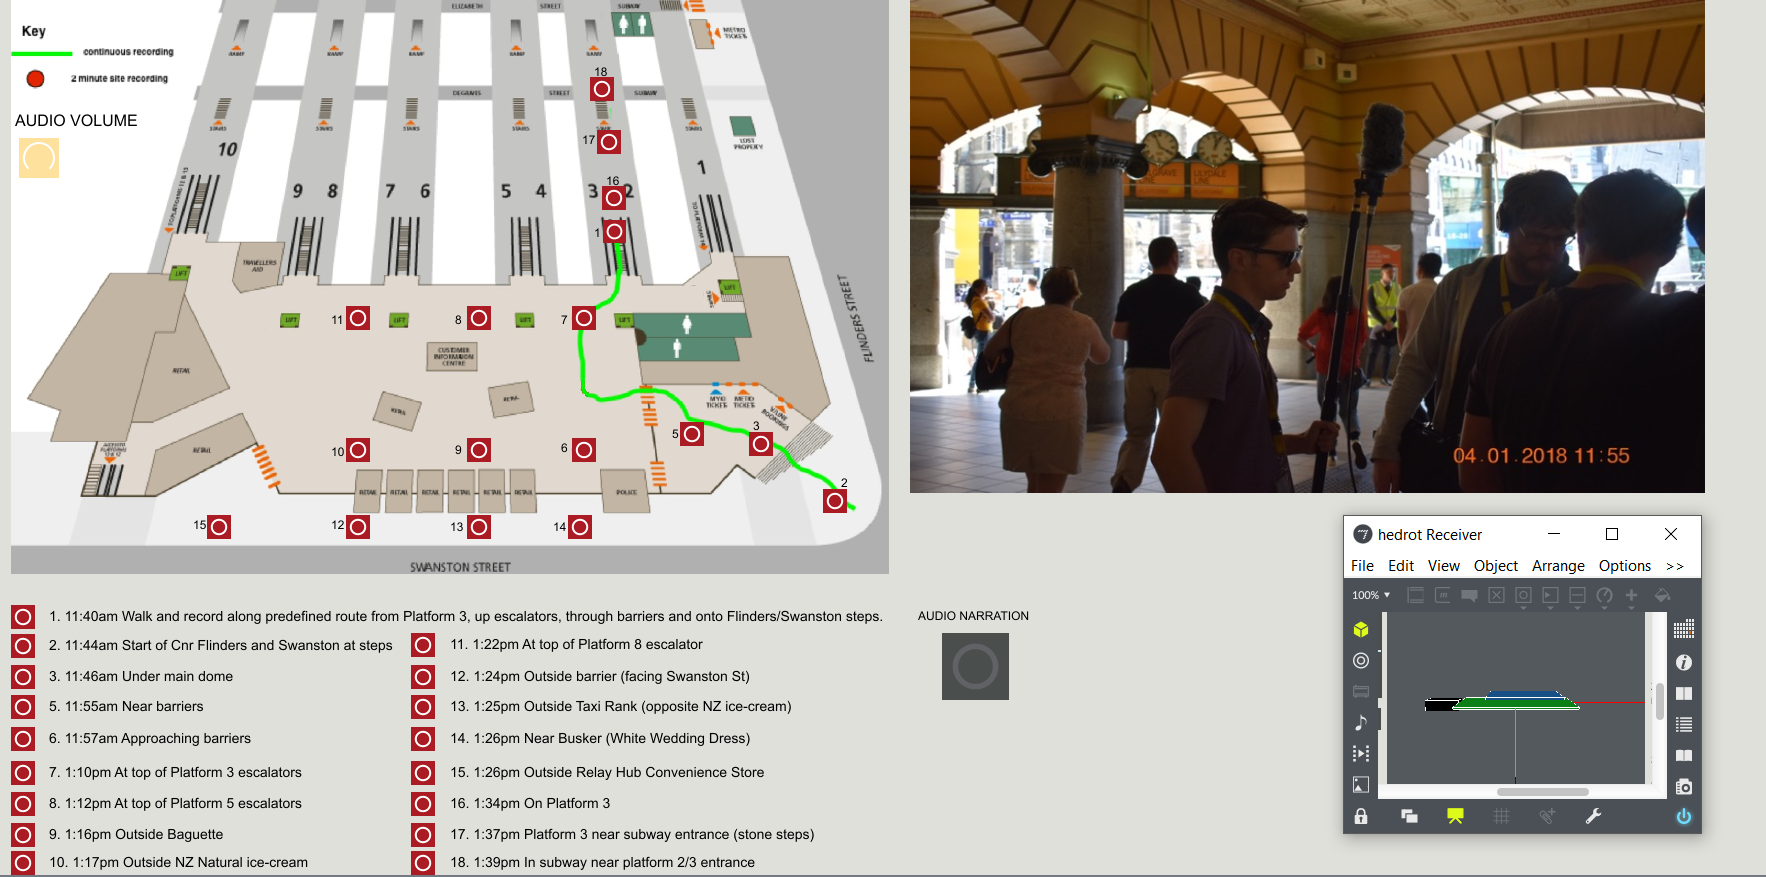 ELIZABETH STREET SUBWAY
Key
continuous recording
2 minute site recording
AUDIO VOLUME
RAMP
RAMP
RAMP
RAMP
RAMP
METRO
TICKETS
18
DEGRAVES STREET SUBWAY
STAIRS
STAIRS
STAIRS
STAIRS
STAIRS
LOST
PROPERTY
17
10
9 8
7 6
5 4
3 2
1
16
1
LIFT
TRAVELLERS
AID
LIFT
STAIRS
FLINDERS STREET
LIFT
11
LIFT
8
LIFT
7
LIFT
CUSTOMER
INFORMATION
CENTRE
RETAIL
RETAIL
RETAIL
MYKI
TICKETS
METRO
TICKETS
V/LINE
BOOKINGS
RETAIL
10
9
6
5
3
2
RETAIL
RETAIL
RETAIL
RETAIL
RETAIL
RETAIL
POLICE
15
12
13
14
SWANSTON STREET
LILYDALE
LINE
04.01.2018 11:55
1. 11:40am Walk and record along predefined route from Platform 3, up escalators, through barriers and onto Flinders/Swanston steps.
2. 11:44am Start of Cnr Flinders and Swanston at steps
3. 11:46am Under main dome
5. 11:55am Near barriers
6. 11:57am Approaching barriers
7. 1:10pm At top of Platform 3 escalators
8. 1:12pm At top of Platform 5 escalators
9. 1:16pm Outside Baguette
10. 1:17pm Outside NZ Natural ice-cream
11. 1:22pm At top of Platform 8 escalator
12. 1:24pm Outside barrier (facing Swanston St)
13. 1:25pm Outside Taxi Rank (opposite NZ ice-cream)
14. 1:26pm Near Busker (White Wedding Dress)
15. 1:26pm Outside Relay Hub Convenience Store
16. 1:34pm On Platform 3
17. 1:37pm Platform 3 near subway entrance (stone steps)
18. 1:39pm In subway near platform 2/3 entrance
AUDIO NARRATION
hedrot Receiver
File Edit View Object Arrange Options >>
100%